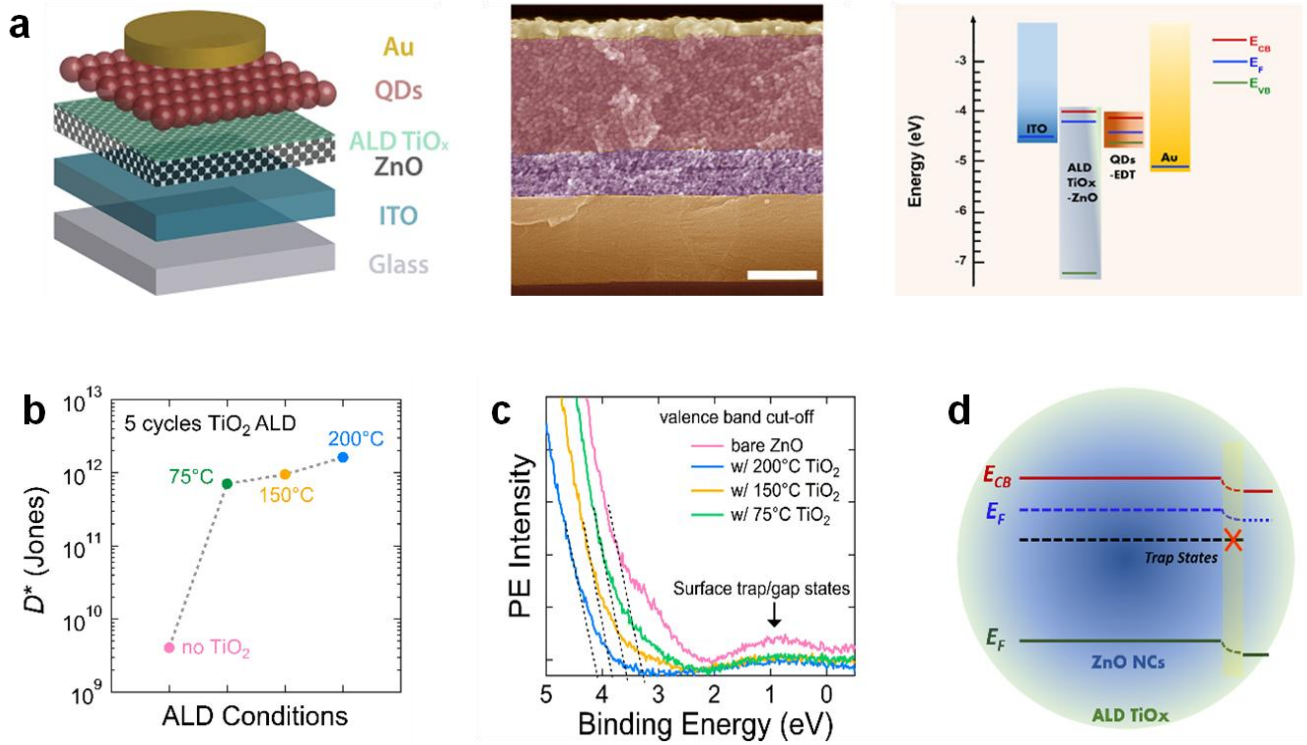 a
Au
QDs
ALD TiOx
ZnO
ITO
Glass
Energy (eV)
-3
-4
-5
-6
-7
ITO
ALD
TiOx
-ZnO
QDs
-EDT
Au
ECB
EF
EVB
b
D* (Jones)
10^13
10^12
10^11
10^10
10^9
5 cycles TiO2 ALD
200°C
75°C
150°C
no TiO2
ALD Conditions
c
PE Intensity
valence band cut-off
bare ZnO
w/ 200°C TiO2
w/ 150°C TiO2
w/ 75°C TiO2
Surface trap/gap states
5 4 3 2 1 0
Binding Energy (eV)
d
ECB
EF
Trap States
EF
ZnO NCs
ALD TiOx